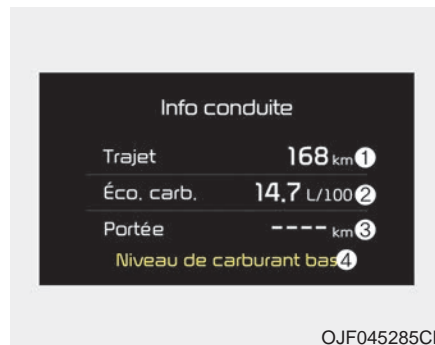 Info conduite
Trajet 168 km 1
Éco. carb. 14.7 L/100 2
Portée ---- km 3
Niveau de carburant bas 4
OJF045285C